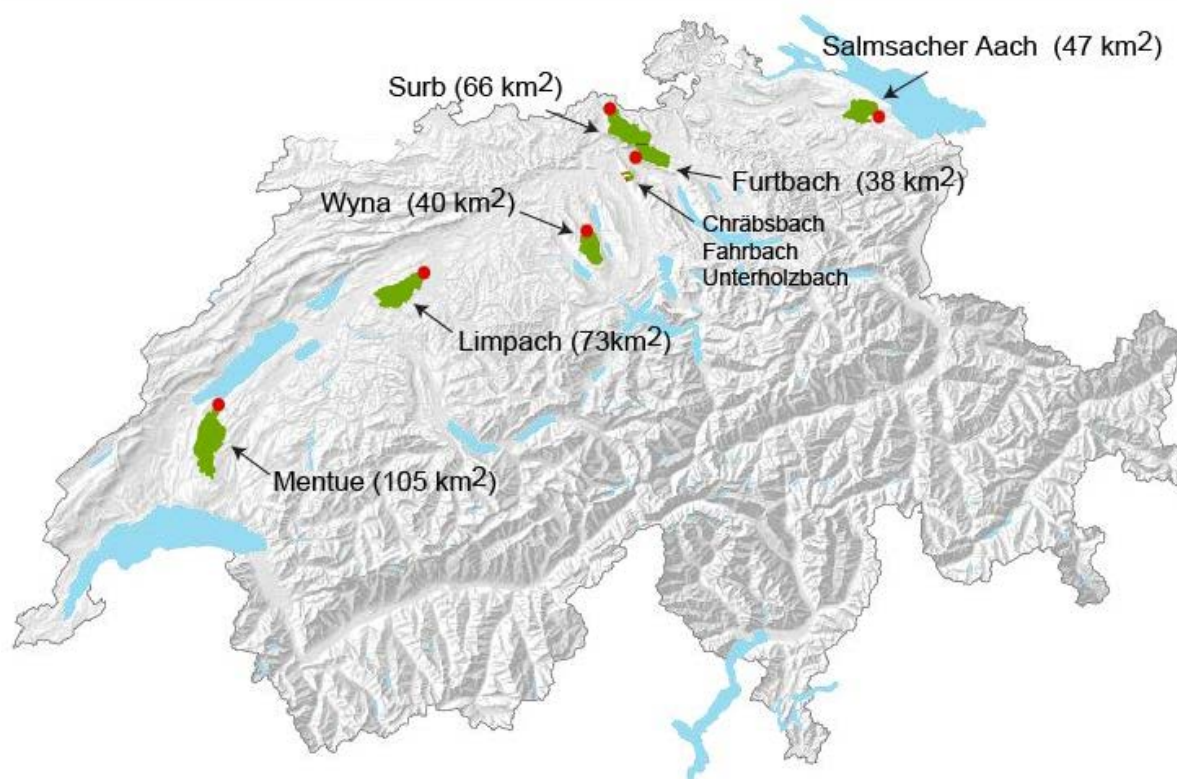 Salmsacher Aach (47 km²)
Surb (66 km²)
Furtbach (38 km²)
Wyna (40 km²)
Chräbsbach
Fahrbach
Unterholzbach
Limpach (73km²)
Mentue (105 km²)